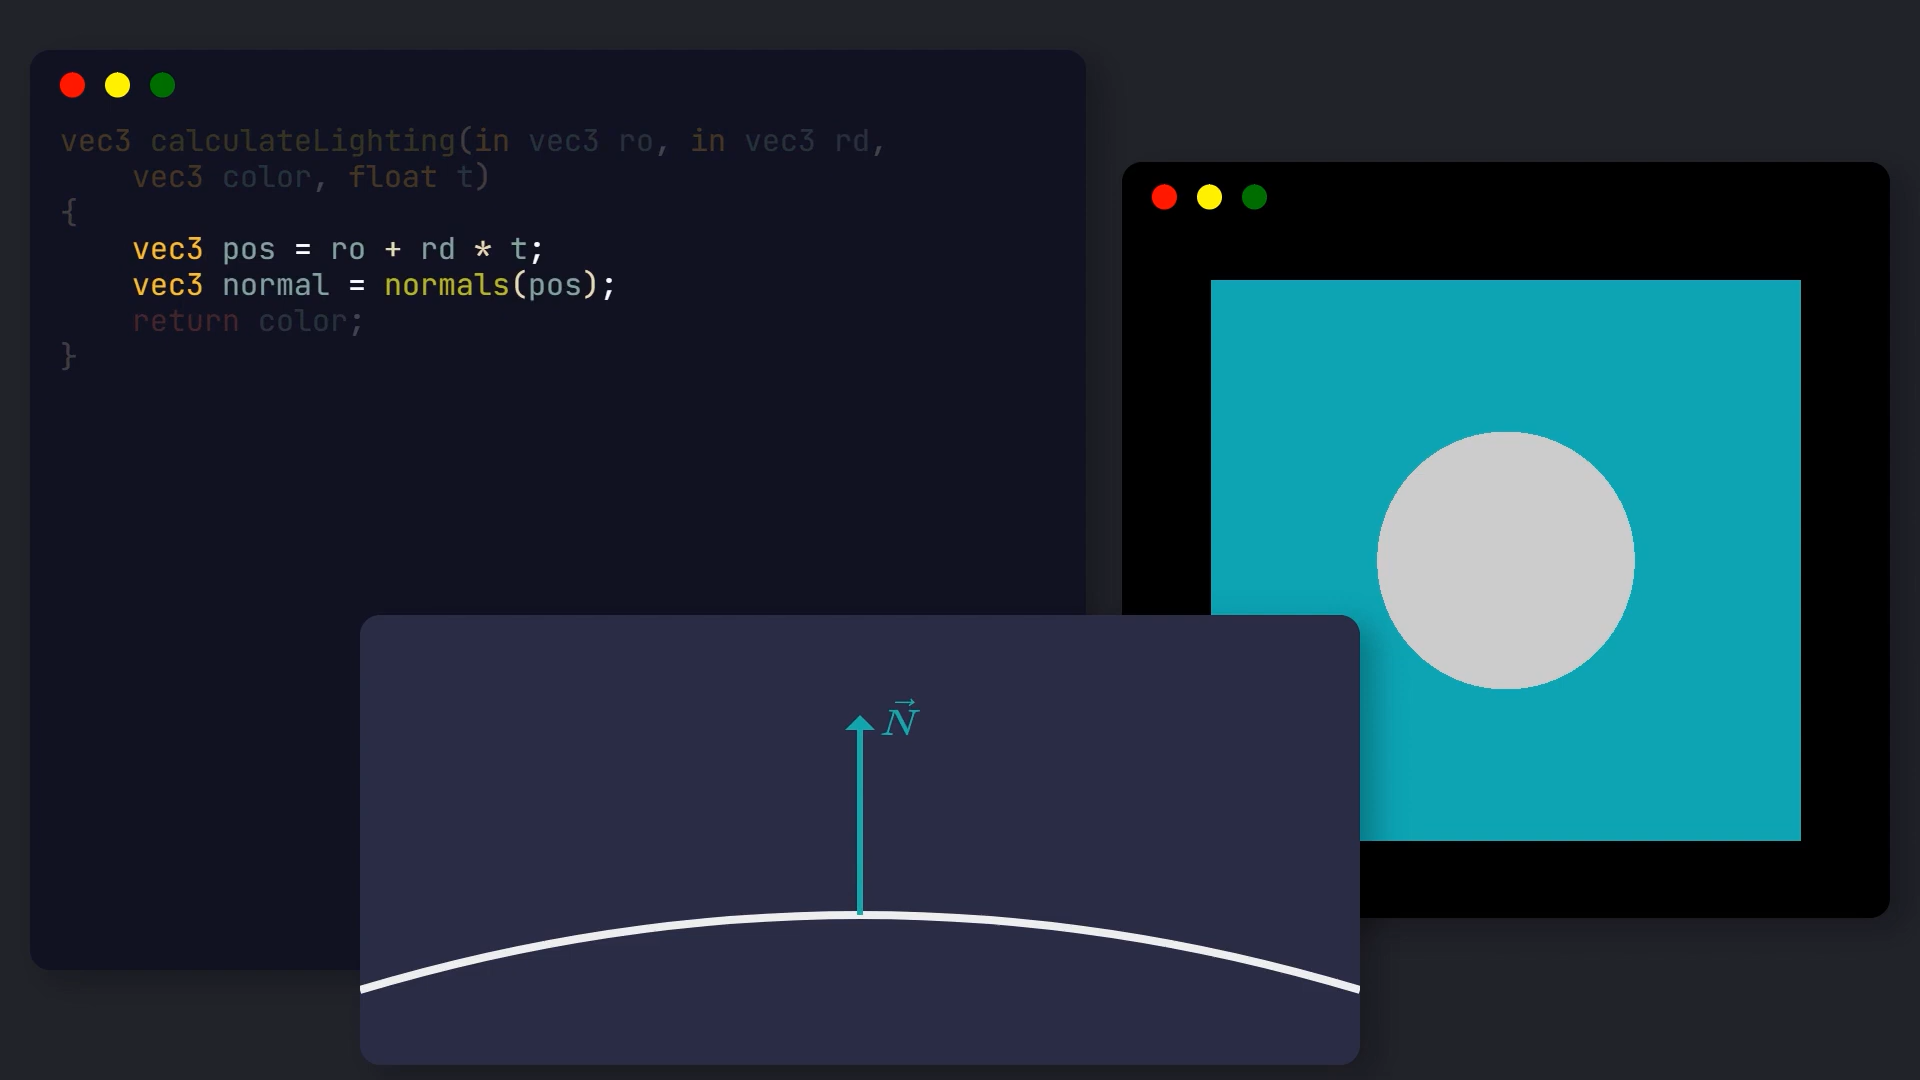 vec3 calculateLighting(in vec3 ro, in vec3 rd,
    vec3 color, float t)
{
    vec3 pos = ro + rd * t;
    vec3 normal = normals(pos);
    return color;
}
N⃗